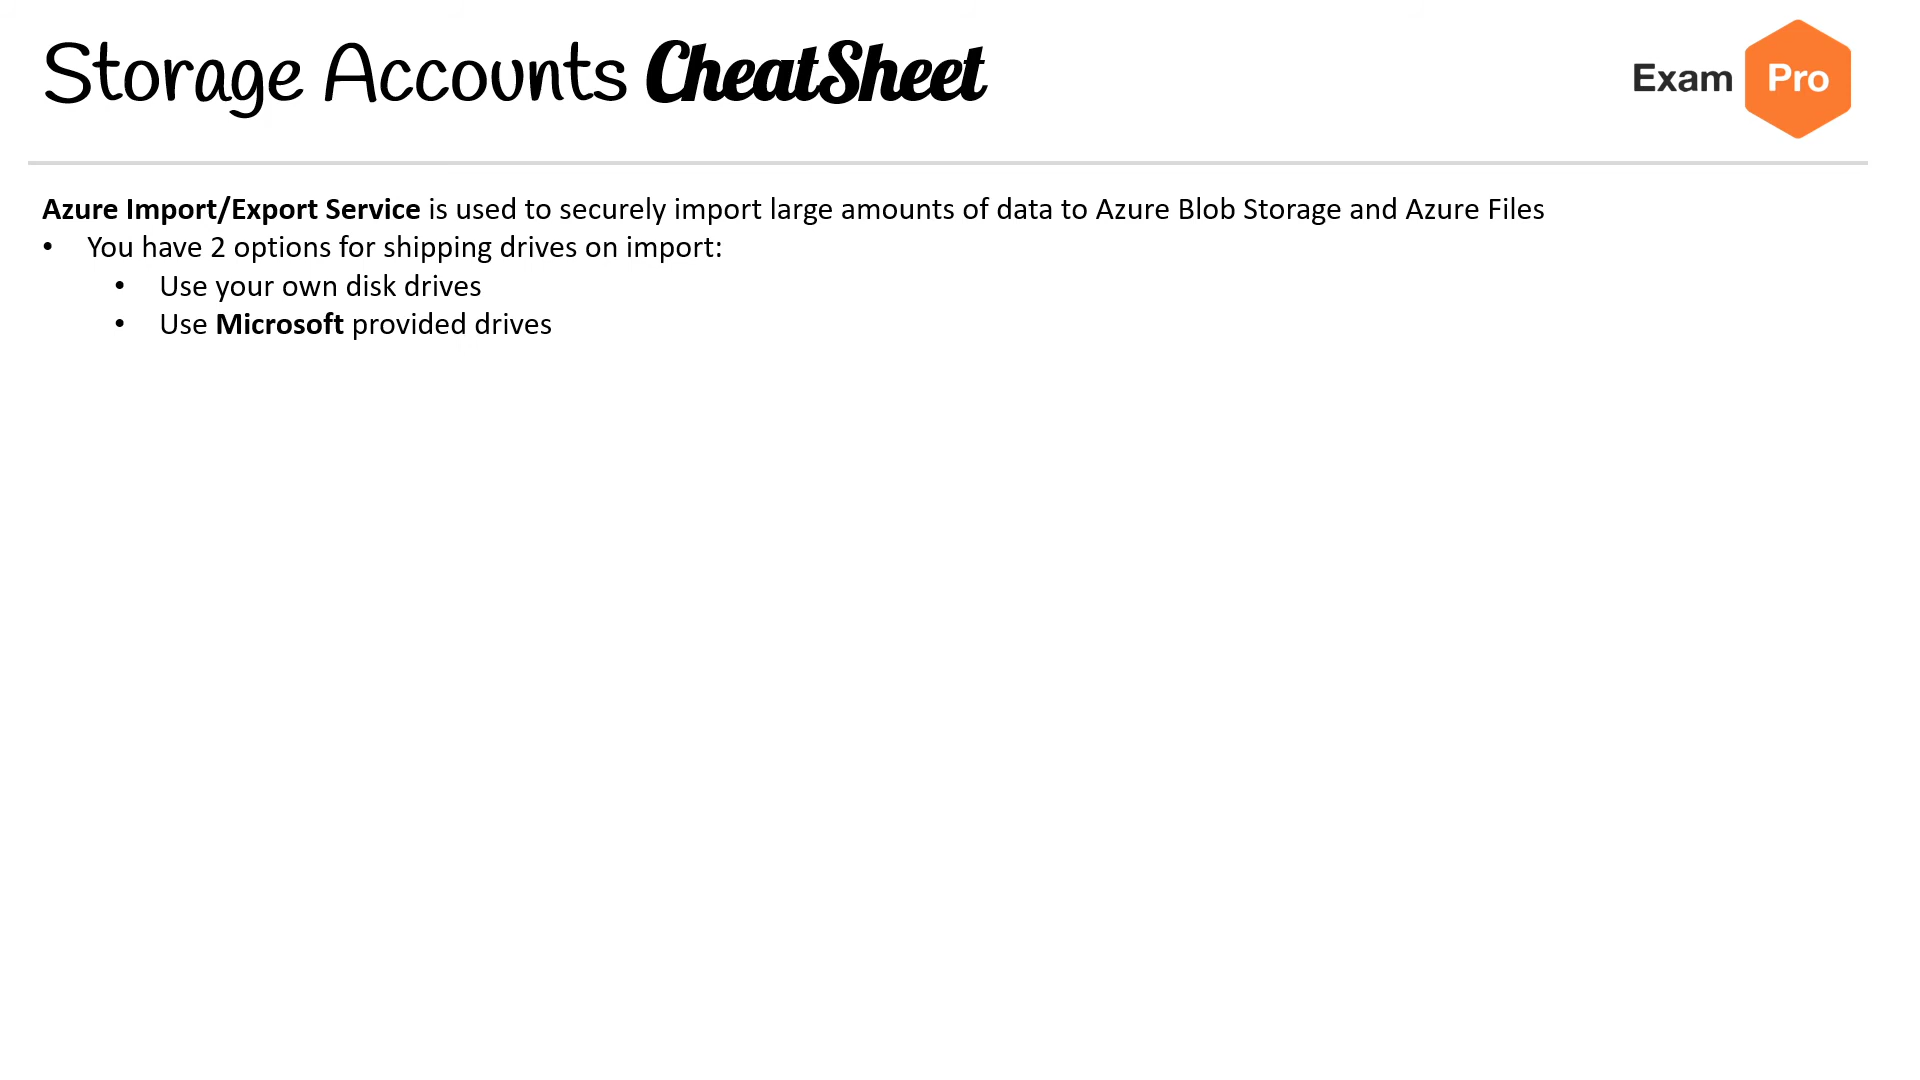 Storage Accounts CheatSheet
Exam Pro
Azure Import/Export Service is used to securely import large amounts of data to Azure Blob Storage and Azure Files
• You have 2 options for shipping drives on import:
• Use your own disk drives
• Use Microsoft provided drives